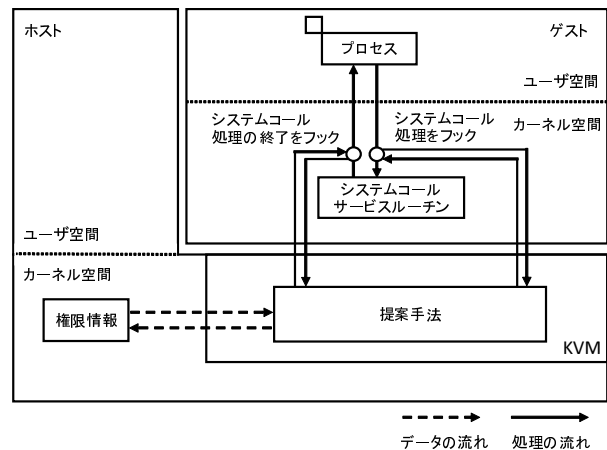 ホスト
ゲスト
プロセス
ユーザ空間
システムコール
処理の終了をフック
システムコール
処理をフック
カーネル空間
システムコール
サービスルーチン
ユーザ空間
カーネル空間
権限情報
提案手法
KVM
データの流れ
処理の流れ